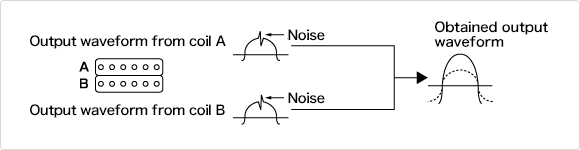 Output waveform from coil A
Noise
Obtained output
waveform
A
B
Output waveform from coil B
Noise